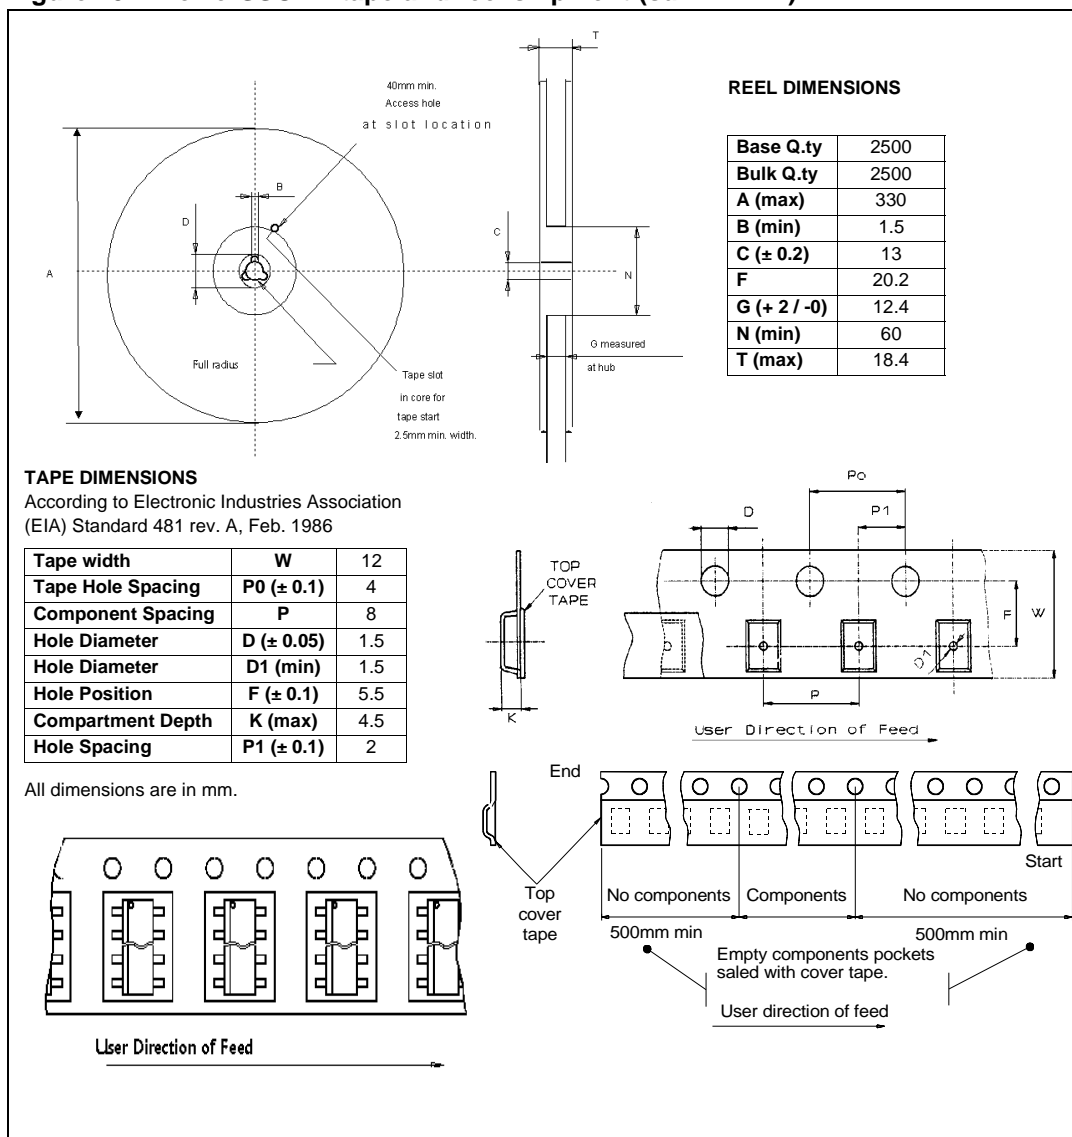 T
40mm min.
Access hole
at slot location
B
D
C
A
N
G measured
at hub
Full radius
Tape slot
in core for
tape start
2.5mm min. width.
REEL DIMENSIONS
Base Q.ty 2500
Bulk Q.ty 2500
A (max) 330
B (min) 1.5
C (± 0.2) 13
F 20.2
G (+ 2 / -0) 12.4
N (min) 60
T (max) 18.4
TAPE DIMENSIONS
According to Electronic Industries Association
(EIA) Standard 481 rev. A, Feb. 1986
Tape width W 12
Tape Hole Spacing P0 (± 0.1) 4
Component Spacing P 8
Hole Diameter D (± 0.05) 1.5
Hole Diameter D1 (min) 1.5
Hole Position F (± 0.1) 5.5
Compartment Depth K (max) 4.5
Hole Spacing P1 (± 0.1) 2
All dimensions are in mm.
Po
D
P1
TOP
COVER
TAPE
F
W
D1
K
P
User Direction of Feed
End
Start
Top
cover
tape
No components
Components
No components
500mm min
500mm min
Empty components pockets
saled with cover tape.
User direction of feed
User Direction of Feed